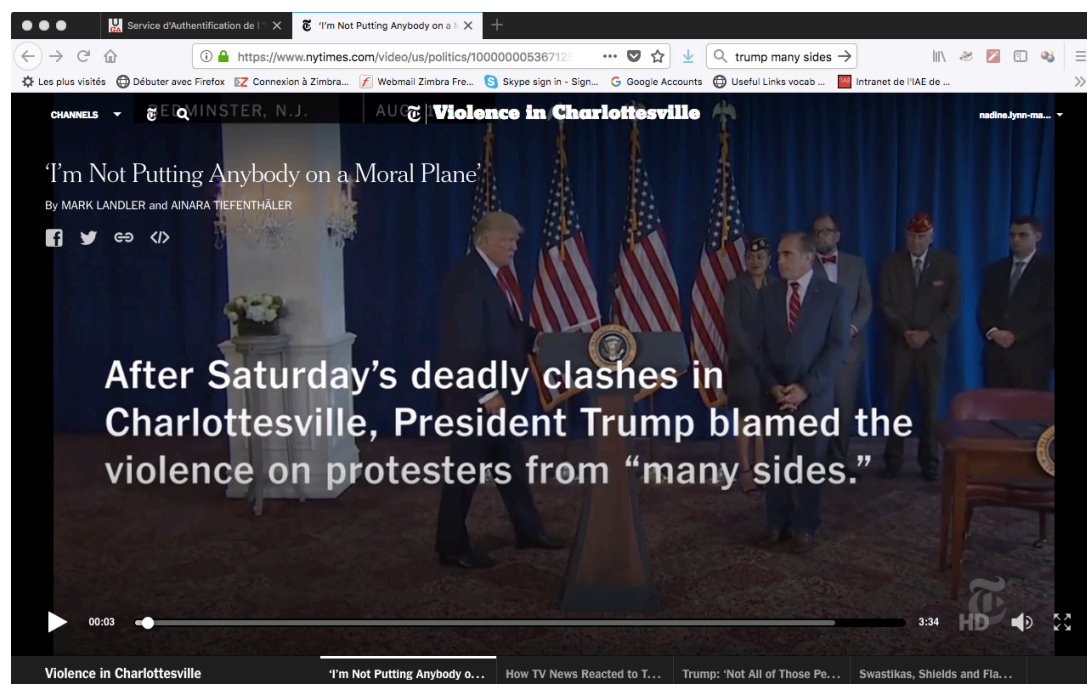 Service d'Authentification de l'
'I'm Not Putting Anybody on a M
https://www.nytimes.com/video/us/politics/1000000053671
trump many sides
Les plus visités Débuter avec Firefox Connexion à Zimbra... Webmail Zimbra Fre... Skype sign in - Sign... Google Accounts Useful Links vocab ... Intranet de l'IAE de ...
BEDMINSTER, N.J. AUG
CHANNELS
Violence in Charlottesville
nadine.lynn-ma...
'I'm Not Putting Anybody on a Moral Plane'
By MARK LANDLER and AINARA TIEFENTHÄLER
After Saturday's deadly clashes in
Charlottesville, President Trump blamed the
violence on protesters from “many sides.”
00:03
3:34
HD
Violence in Charlottesville
'I'm Not Putting Anybody o... How TV News Reacted to T... Trump: 'Not All of Those Pe... Swastikas, Shields and Fla...